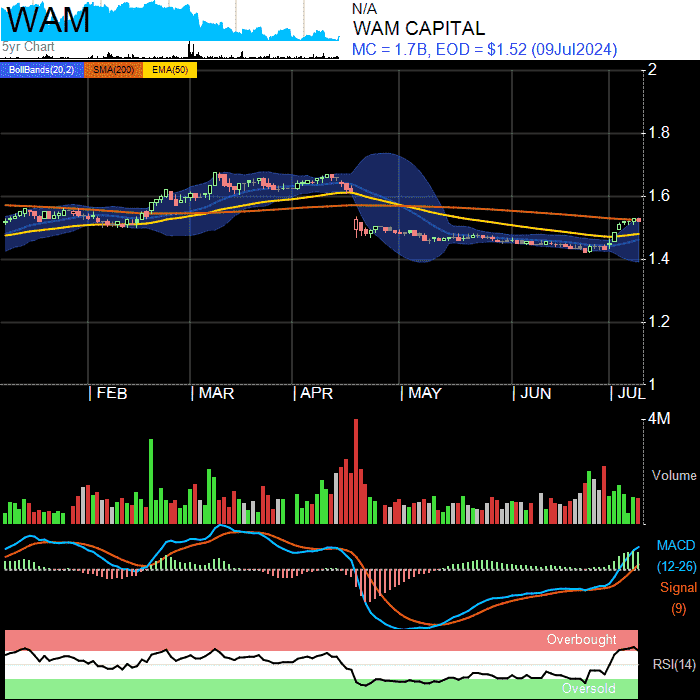 WAM
5yr Chart
N/A
WAM CAPITAL
MC = 1.7B, EOD = $1.52 (09Jul2024)
BollBands(20,2) SMA(200) EMA(50)
2
1.8
1.6
1.4
1.2
1
| FEB | MAR | APR | MAY | JUN | JUL
4M
Volume
MACD
(12-26)
Signal
(9)
Overbought
RSI(14)
Oversold